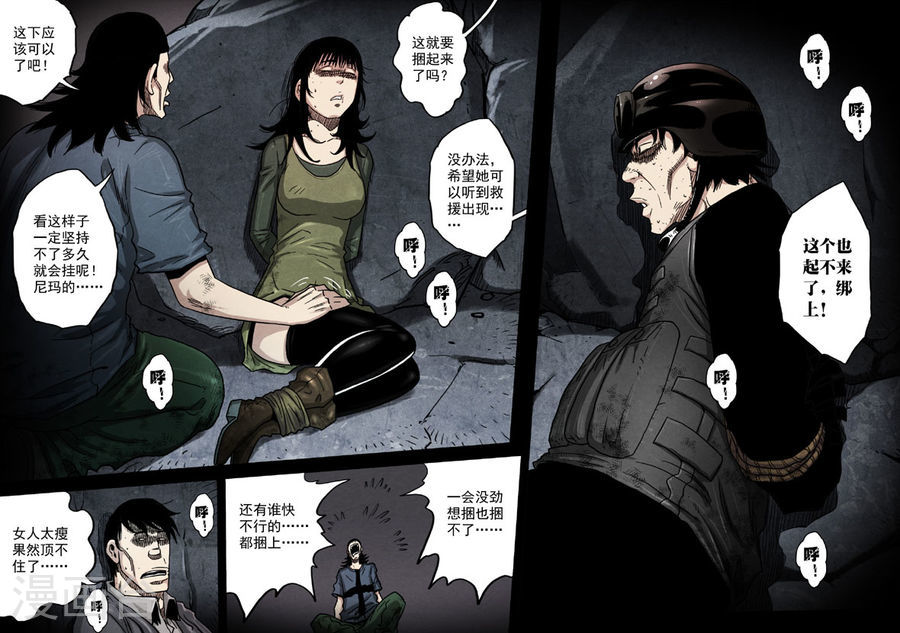 这下应
该可以
了吧！
看这样子
一定坚持
不了多久
就会挂呢！
尼玛的……
这就要
捆起来
了吗？
没办法，
希望她可
以听到救
援出现……
……
呼！
呼！
呼！
呼！
呼！
呼！
呼！
也来绑上！
这个不，
起了
女人太瘦
果然顶不
住了……
呼！
呼！
还有谁快
不行的……
都捆上……
一会没劲
想捆也捆
不了……
漫画